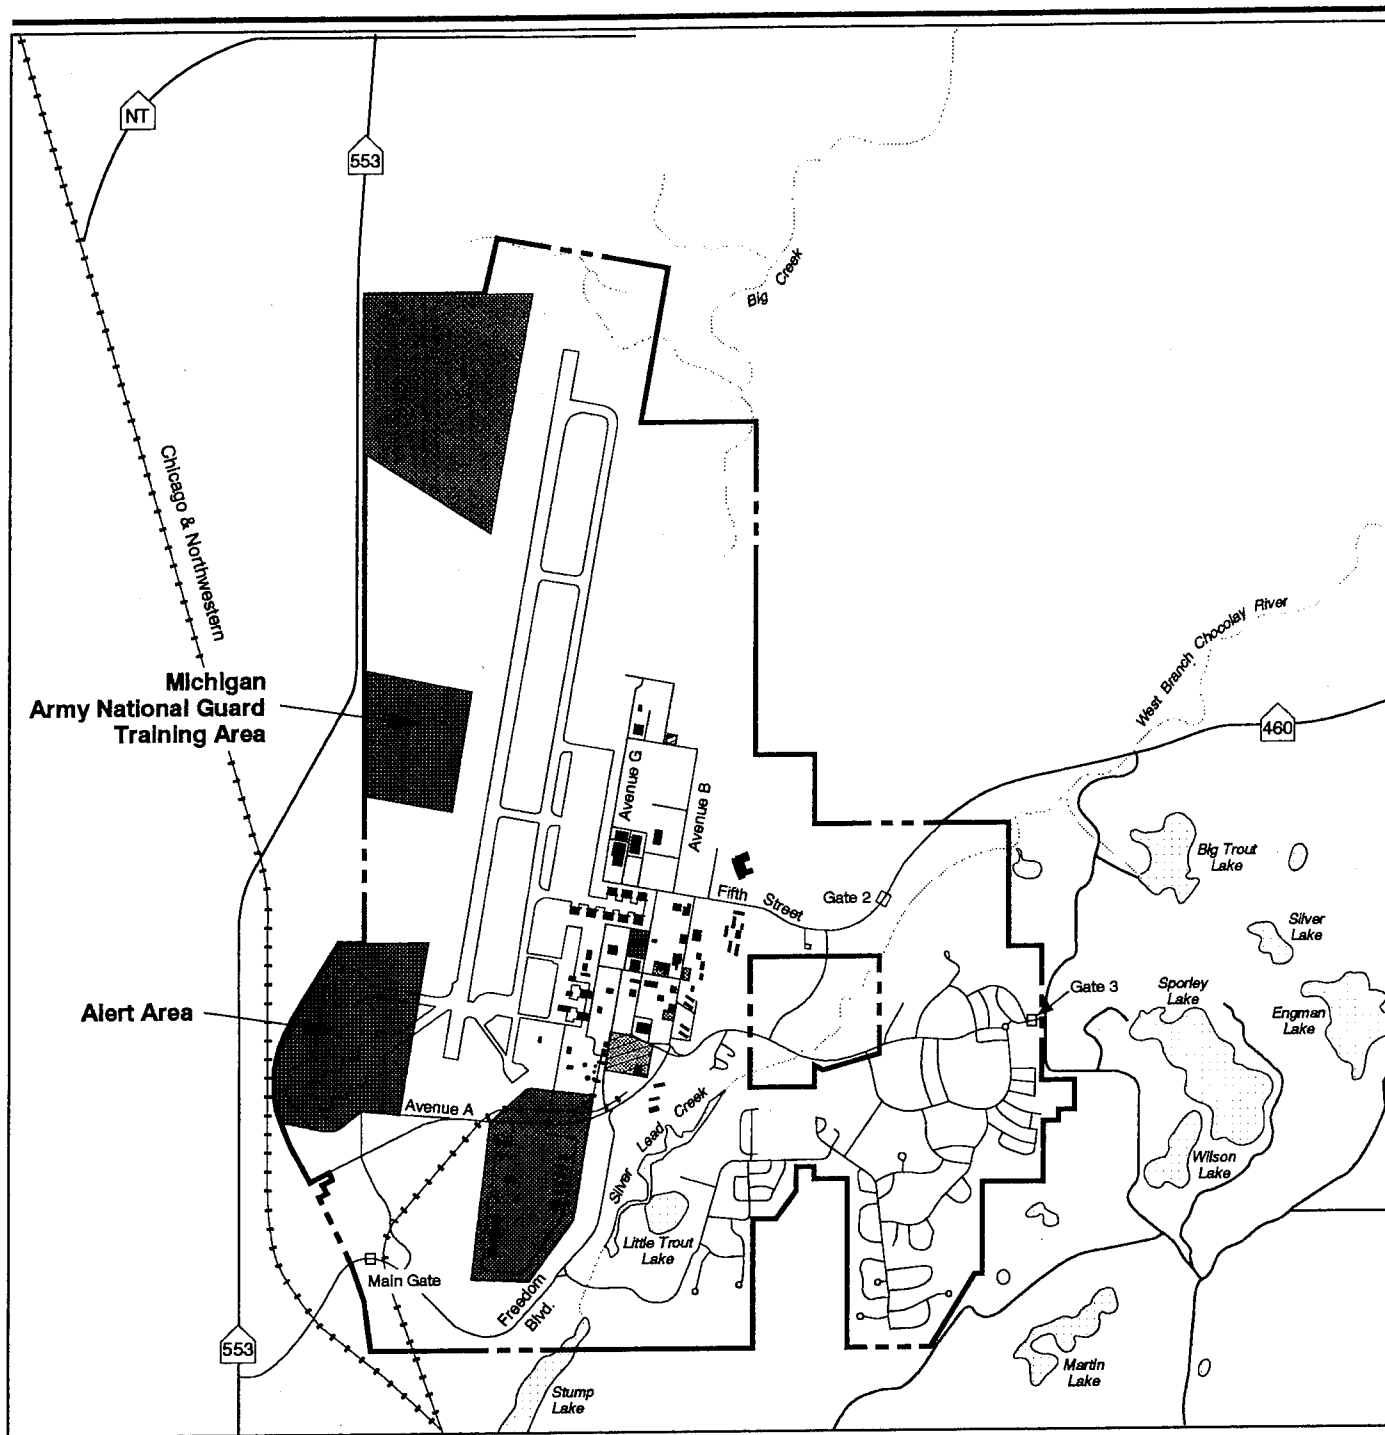 NT
553
Big Creek
Chicago & Northwestern
West Branch Chocolay River
Michigan
Army National Guard
Training Area
460
Avenue G
Avenue B
Big Trout
Lake
Fifth Street
Gate 2
Silver
Lake
Gate 3
Sporley
Lake
Engman
Lake
Alert Area
Avenue A
Silver Lead Creek
Wilson
Lake
Little Trout
Lake
Main Gate
Freedom
Blvd.
553
Martin
Lake
Stump
Lake